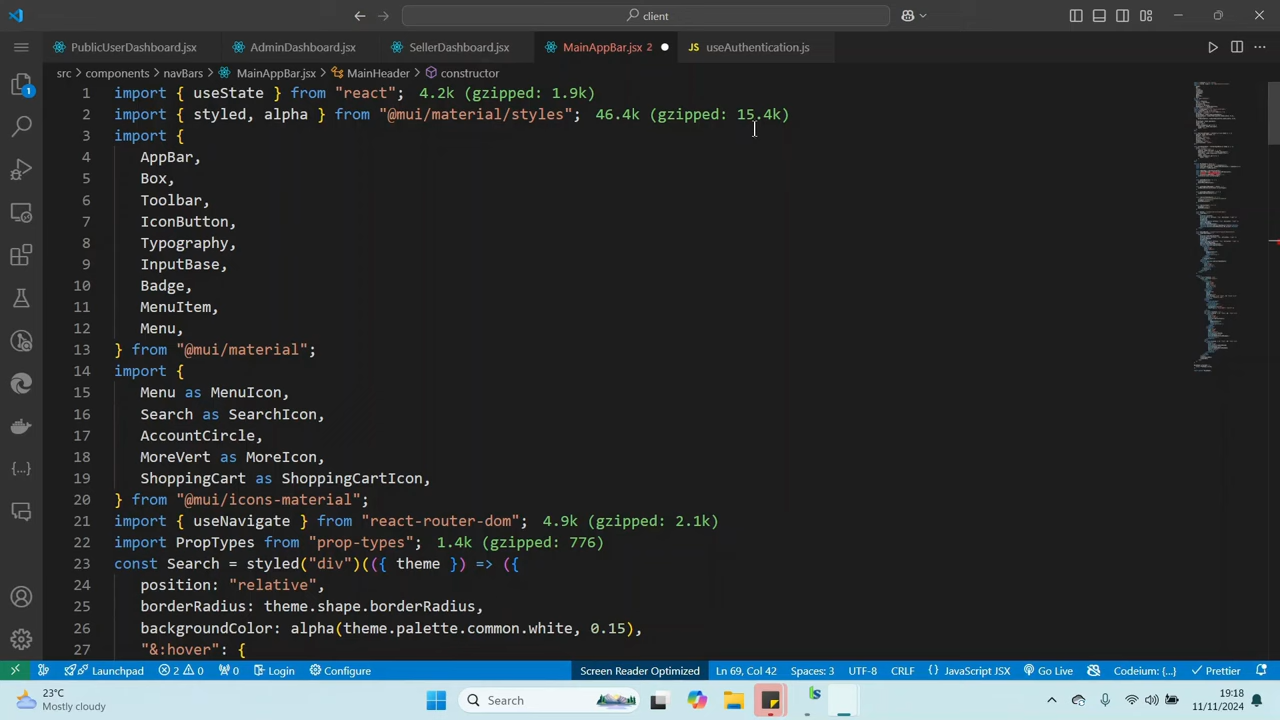 client
PublicUserDashboard.jsx
AdminDashboard.jsx
SellerDashboard.jsx
MainAppBar.jsx 2
JS useAuthentication.js
src > components > navBars > MainAppBar.jsx > MainHeader > constructor
1 import { useState } from "react"; 4.2k (gzipped: 1.9k)
2 import { styled, alpha } from "@mui/material/styles"; 46.4k (gzipped: 15.4k)
3 import {
4 AppBar,
5 Box,
6 Toolbar,
7 IconButton,
8 Typography,
9 InputBase,
10 Badge,
11 MenuItem,
12 Menu,
13 } from "@mui/material";
14 import {
15 Menu as MenuIcon,
16 Search as SearchIcon,
17 AccountCircle,
18 MoreVert as MoreIcon,
19 ShoppingCart as ShoppingCartIcon,
20 } from "@mui/icons-material";
21 import { useNavigate } from "react-router-dom"; 4.9k (gzipped: 2.1k)
22 import PropTypes from "prop-types"; 1.4k (gzipped: 776)
23 const Search = styled("div")(({ theme }) => ({
24 position: "relative",
25 borderRadius: theme.shape.borderRadius,
26 backgroundColor: alpha(theme.palette.common.white, 0.15),
27 "&:hover": {
1
Launchpad 2 0 0 Login Configure Screen Reader Optimized Ln 69, Col 42 Spaces: 3 UTF-8 CRLF {} JavaScript JSX Go Live Codeium: {...} Prettier
23°C
Mostly cloudy
Search
19:18
11/11/2024